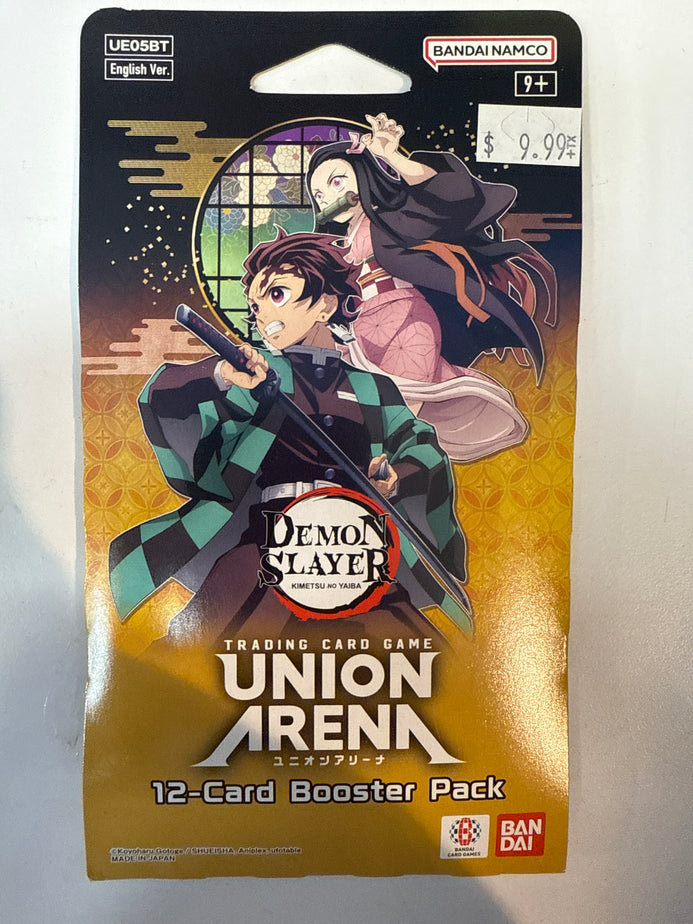 UE05BT
English Ver.
BANDAI NAMCO
9+
$ 9.99
+TX
DEMON
SLAYER
KIMETSU NO YAIBA
TRADING CARD GAME
UNION
ARENA
ユニオンアリーナ
12-Card Booster Pack
©Koyoharu Gotoge / SHUEISHA, Aniplex, ufotable
MADE IN JAPAN
BANDAI
CARD GAMES
BAN
DAI